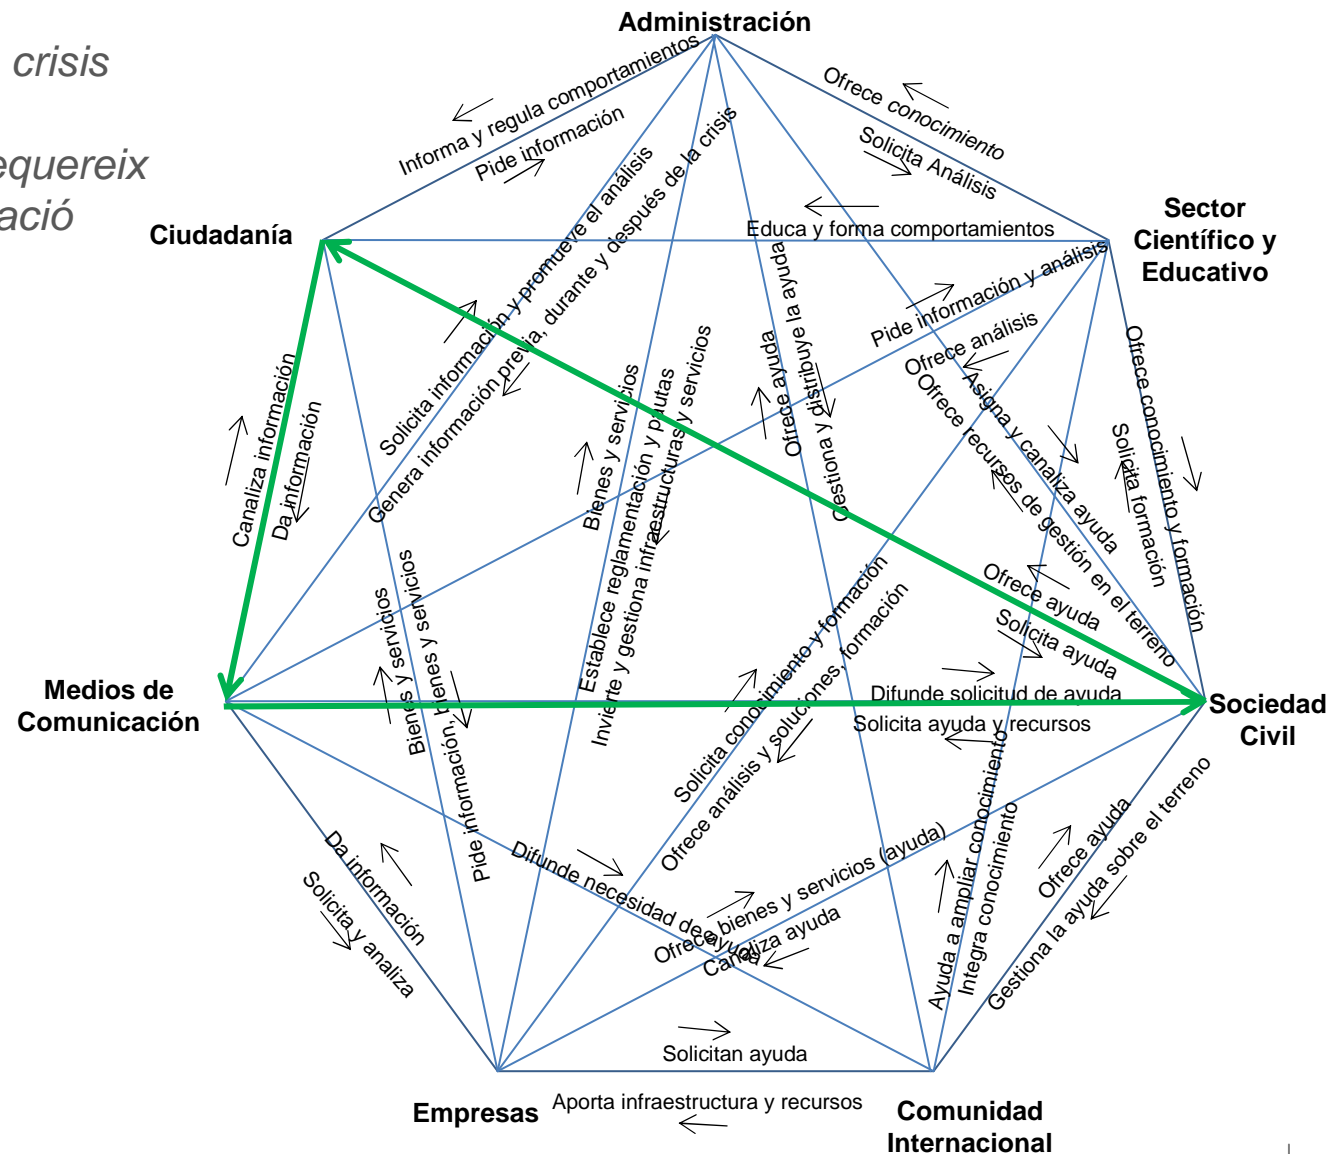 Administración
crisis
equereix
ació
Informa y regula comportamientos
Pide información
Ofrece conocimiento
Solicita Análisis
Ciudadanía
Sector
Científico y
Educativo
Educa y forma comportamientos
Solicita información y promueve el análisis
Genera información previa, durante y después de la crisis
Pide información y análisis
Ofrece análisis
Ofrece ayuda
Gestiona y distribuye la ayuda
Asigna y canaliza ayuda
Ofrece recursos de gestión en el terreno
Ofrece conocimiento y formación
Solicita formación
Canaliza información
Da información
Bienes y servicios
Establece reglamentación y pautas
Invierte y gestiona infraestructuras y servicios
Ofrece ayuda
Solicita ayuda
Bienes y servicios
Pide información, bienes y servicios
Solicita conocimiento y formación
Ofrece análisis y soluciones, formación
Medios de
Comunicación
Difunde solicitud de ayuda
Solicita ayuda y recursos
Sociedad
Civil
Da información
Solicita y analiza
Difunde necesidad de ayuda
Ofrece bienes y servicios (ayuda)
Canaliza ayuda
Ayuda a ampliar conocimiento
Integra conocimiento
Ofrece ayuda
Gestiona la ayuda sobre el terreno
Solicitan ayuda
Empresas
Aporta infraestructura y recursos
Comunidad
Internacional